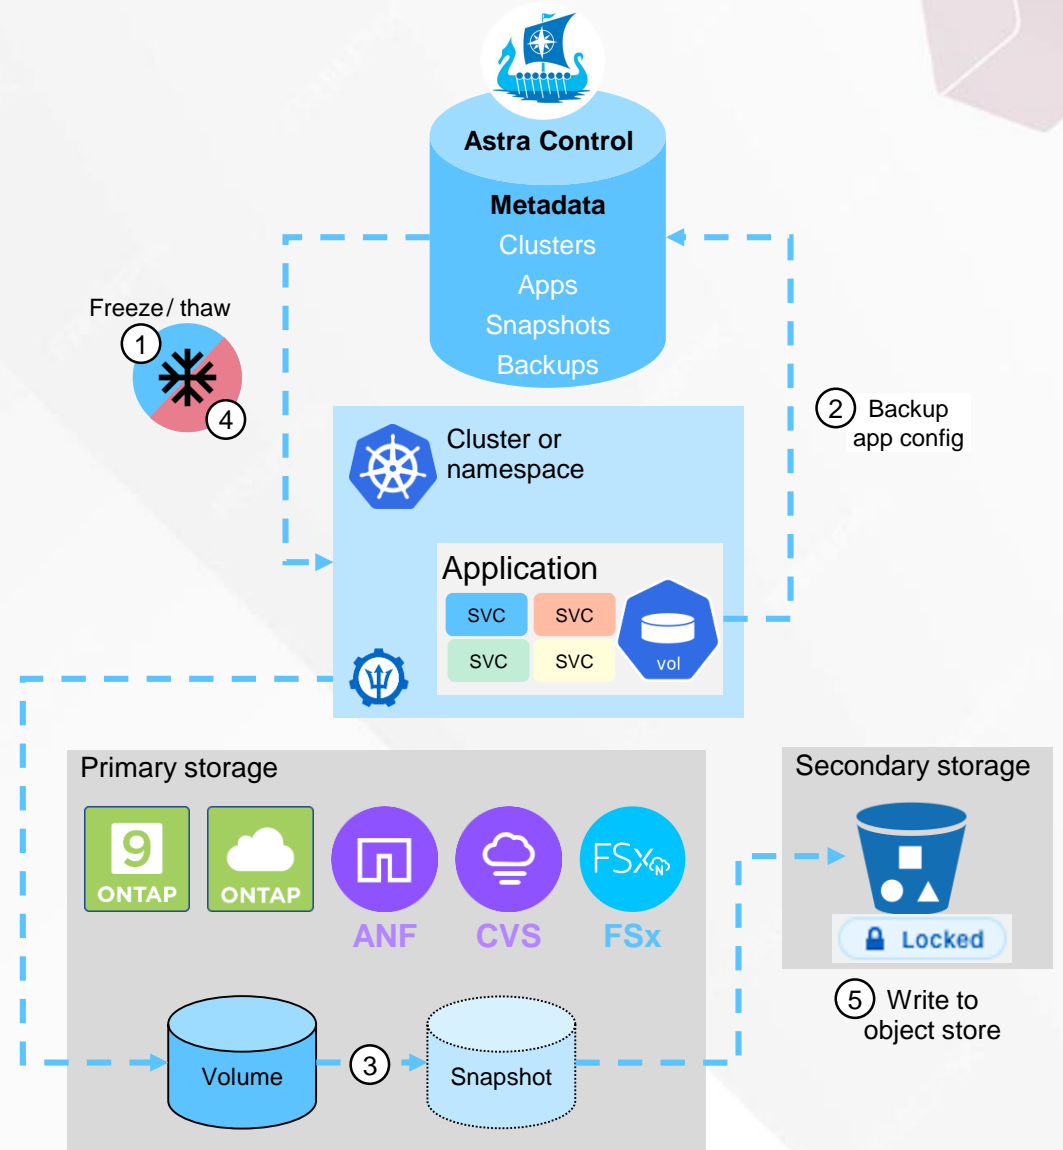 Astra Control
Metadata
Clusters
Apps
Snapshots
Backups
Freeze / thaw
1
4
2 Backup
app config
Cluster or
namespace
Application
SVC SVC
SVC SVC
vol
Primary storage
9
ONTAP
ONTAP
FSx N
ANF
CVS
FSx
Volume
3
Snapshot
Secondary storage
Locked
5 Write to
object store